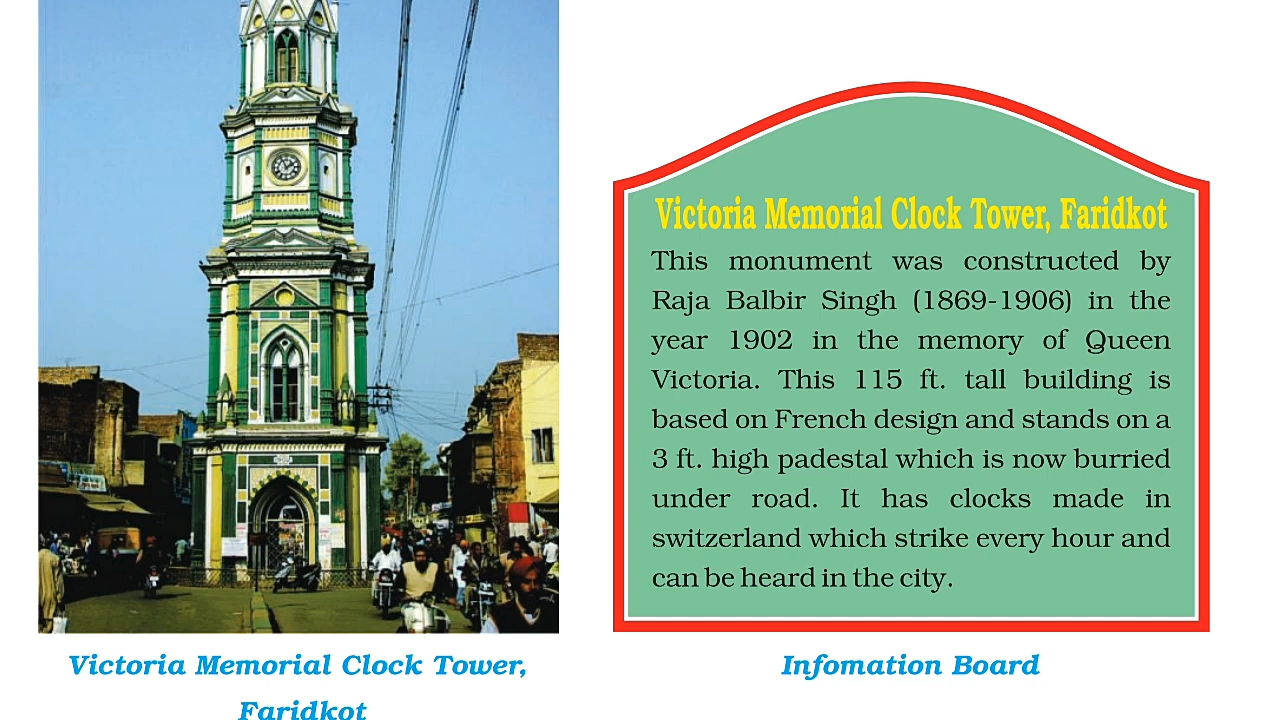 Victoria Memorial Clock Tower, Faridkot
This monument was constructed by
Raja Balbir Singh (1869-1906) in the
year 1902 in the memory of Queen
Victoria. This 115 ft. tall building is
based on French design and stands on a
3 ft. high padestal which is now burried
under road. It has clocks made in
switzerland which strike every hour and
can be heard in the city.
Victoria Memorial Clock Tower,
Faridkot
Infomation Board